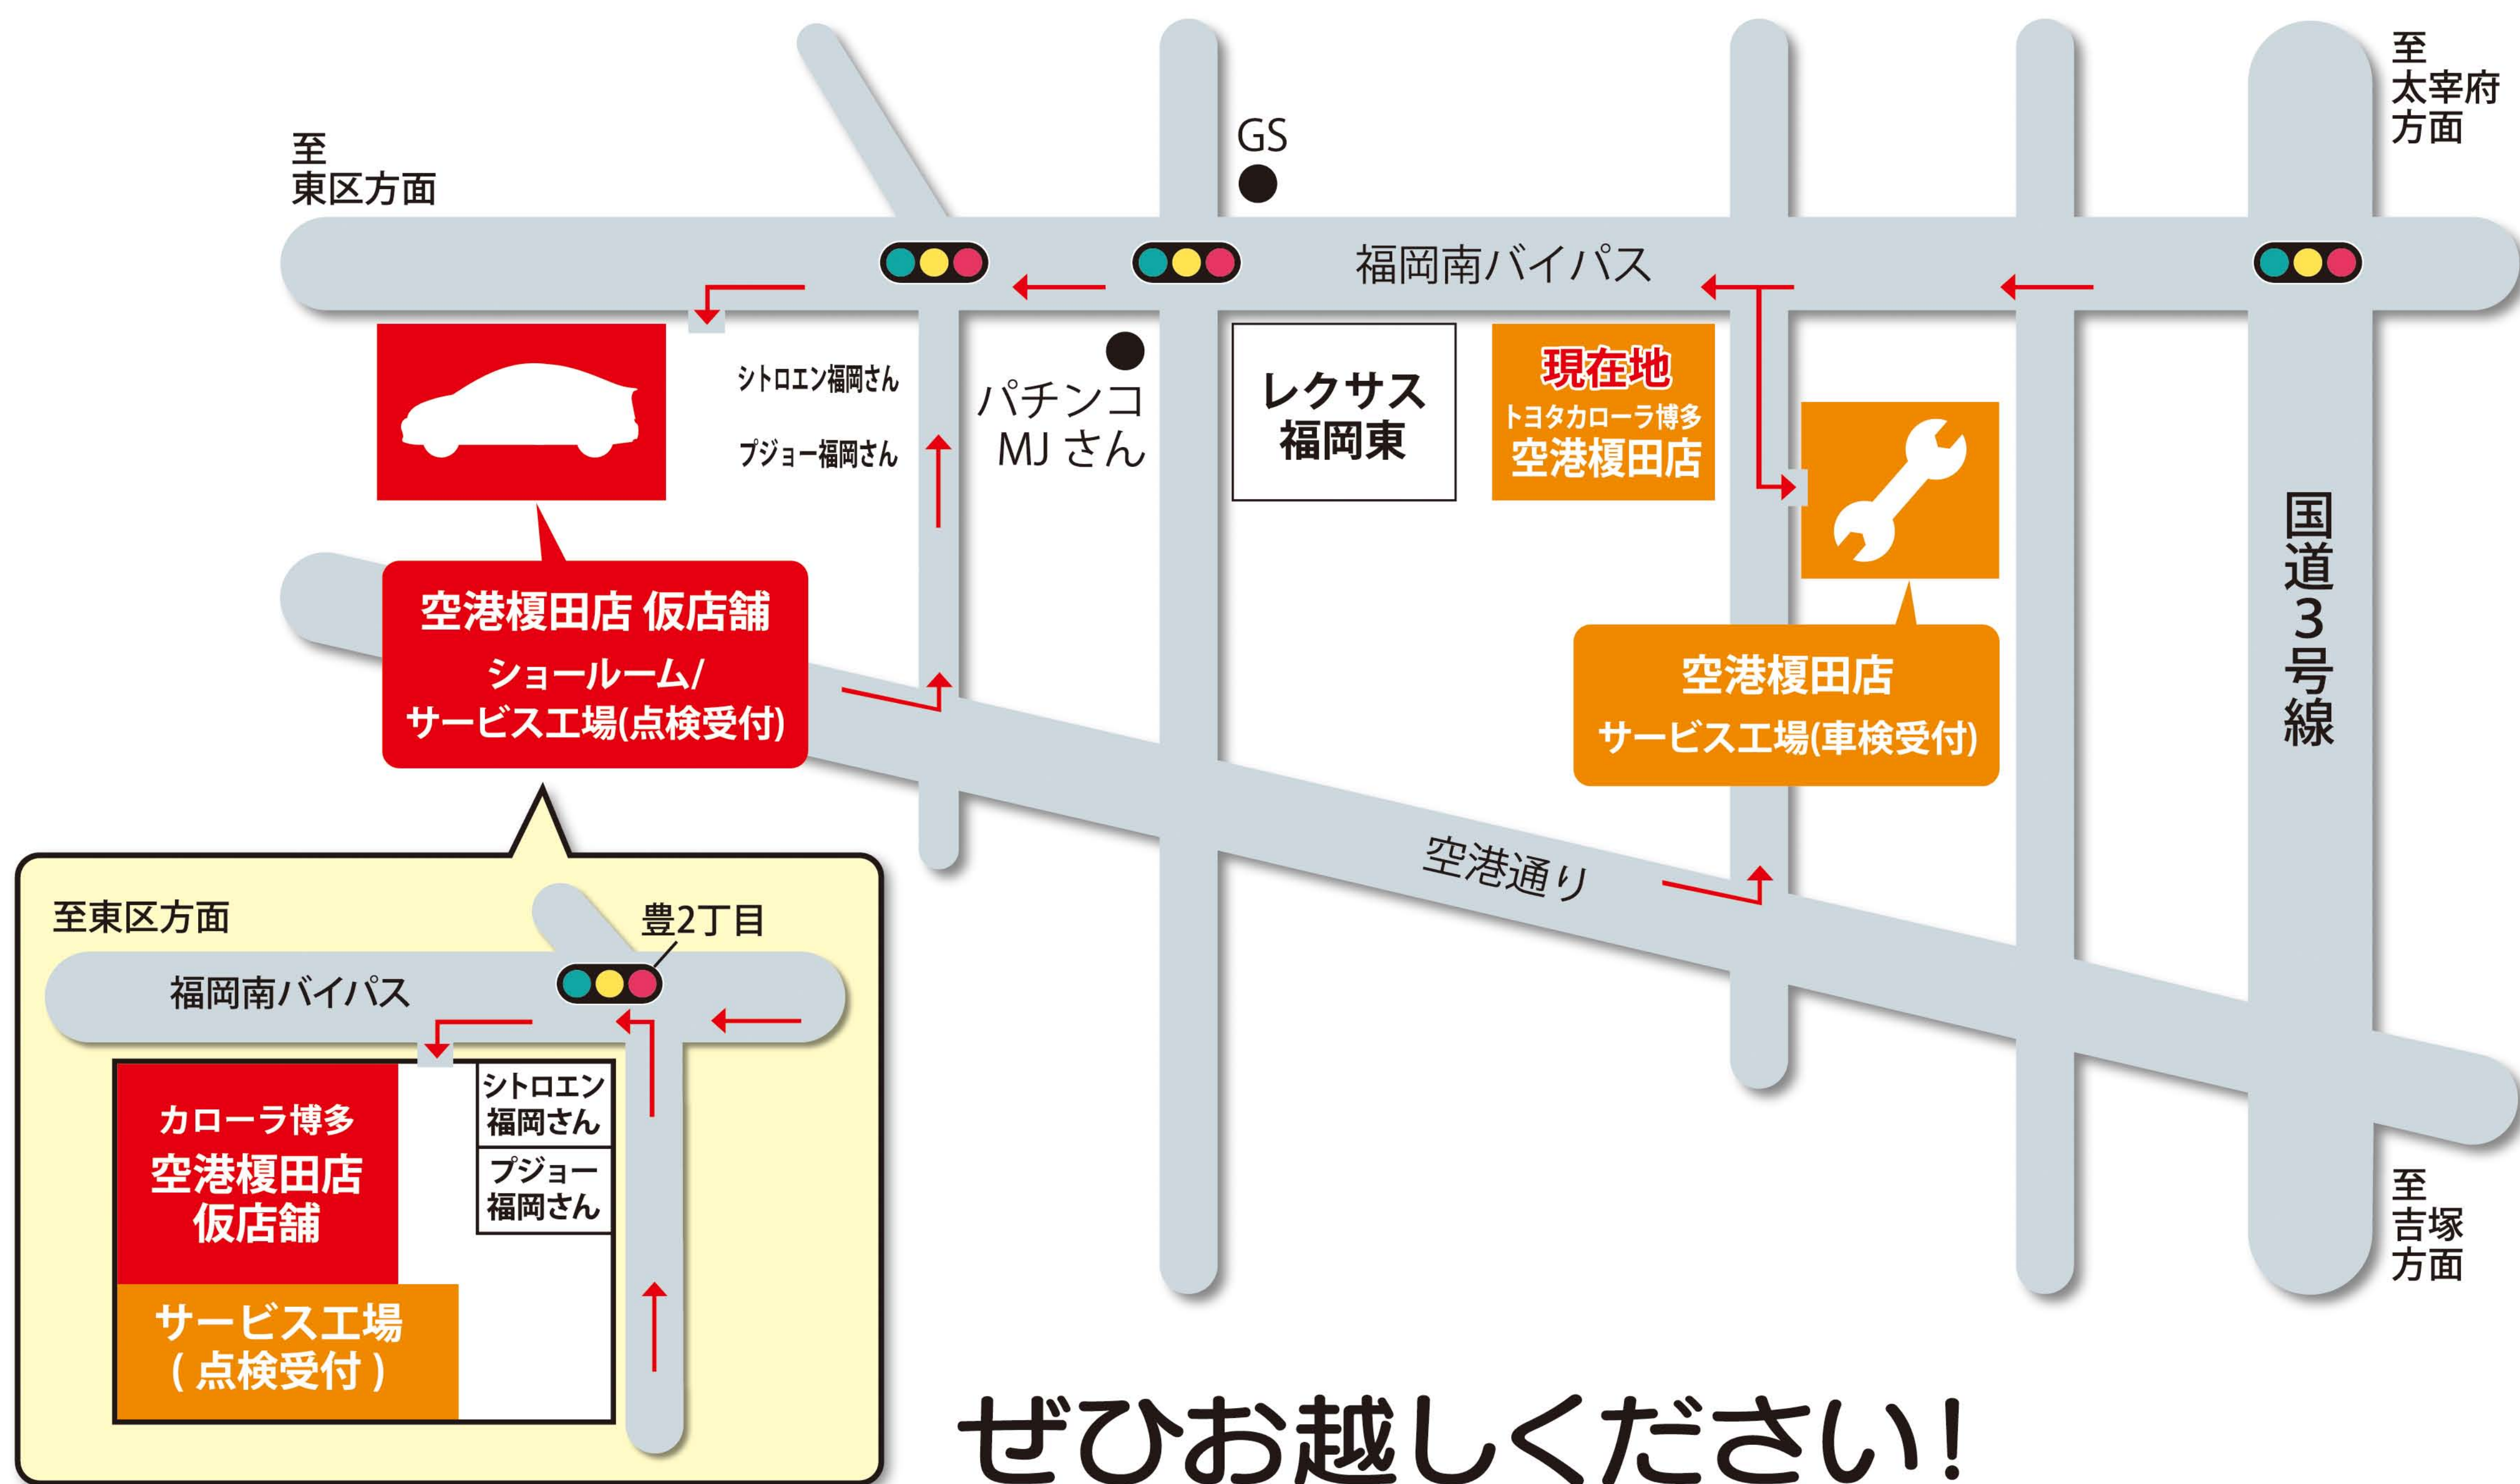 至
太宰府
方面
至
東区方面
GS
福岡南バイパス
シトロエン福岡さん
プジョー福岡さん
パチンコ
MJ さん
レクサス
福岡東
現在地
トヨタカローラ博多
空港榎田店
国道3号線
空港榎田店 仮店舗
ショールーム/
サービス工場(点検受付)
空港榎田店
サービス工場(車検受付)
空港通り
至東区方面
豊2丁目
福岡南バイパス
カローラ博多
空港榎田店
仮店舗
シトロエン
福岡さん
プジョー
福岡さん
サービス工場
( 点検受付 )
至
吉塚
方面
ぜひお越しください!